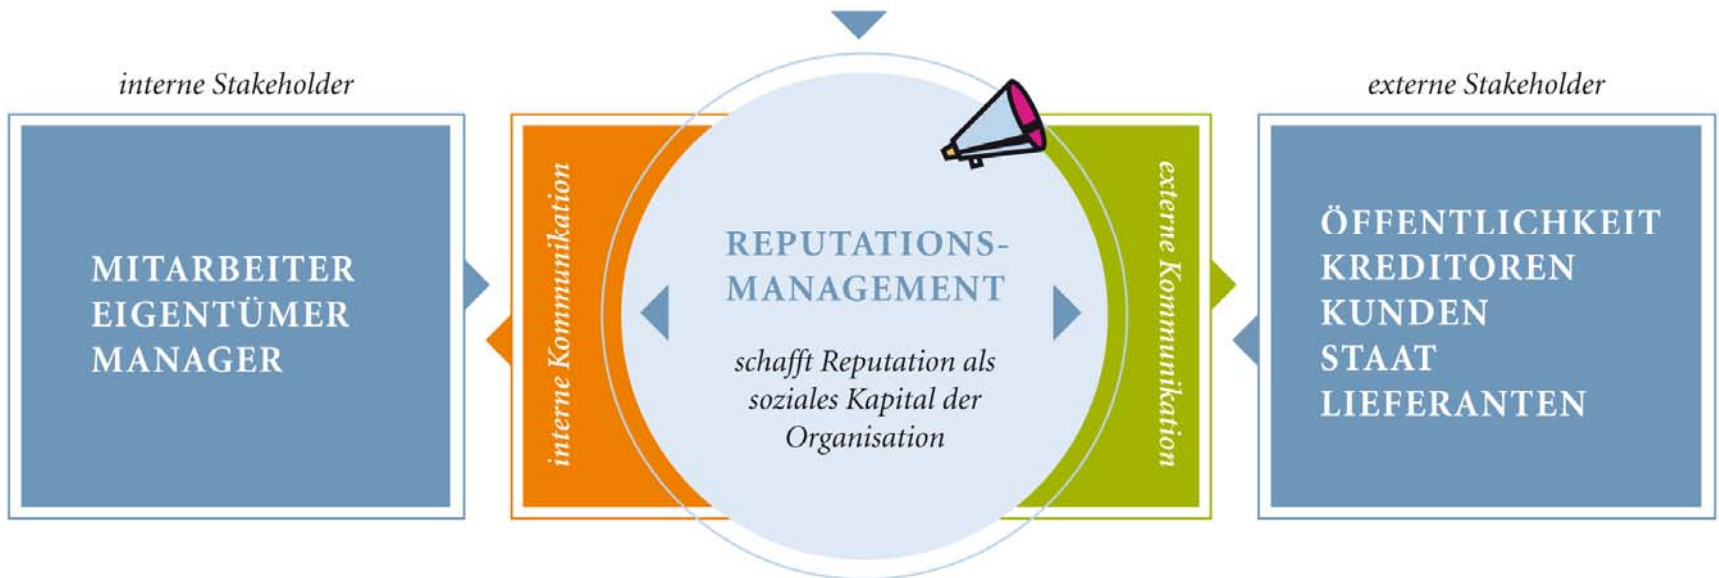 interne Stakeholder
MITARBEITER
EIGENTÜMER
MANAGER
interne Kommunikation
REPUTATIONS-
MANAGEMENT
schafft Reputation als
soziales Kapital der
Organisation
externe Kommunikation
externe Stakeholder
ÖFFENTLICHKEIT
KREDITOREN
KUNDEN
STAAT
LIEFERANTEN